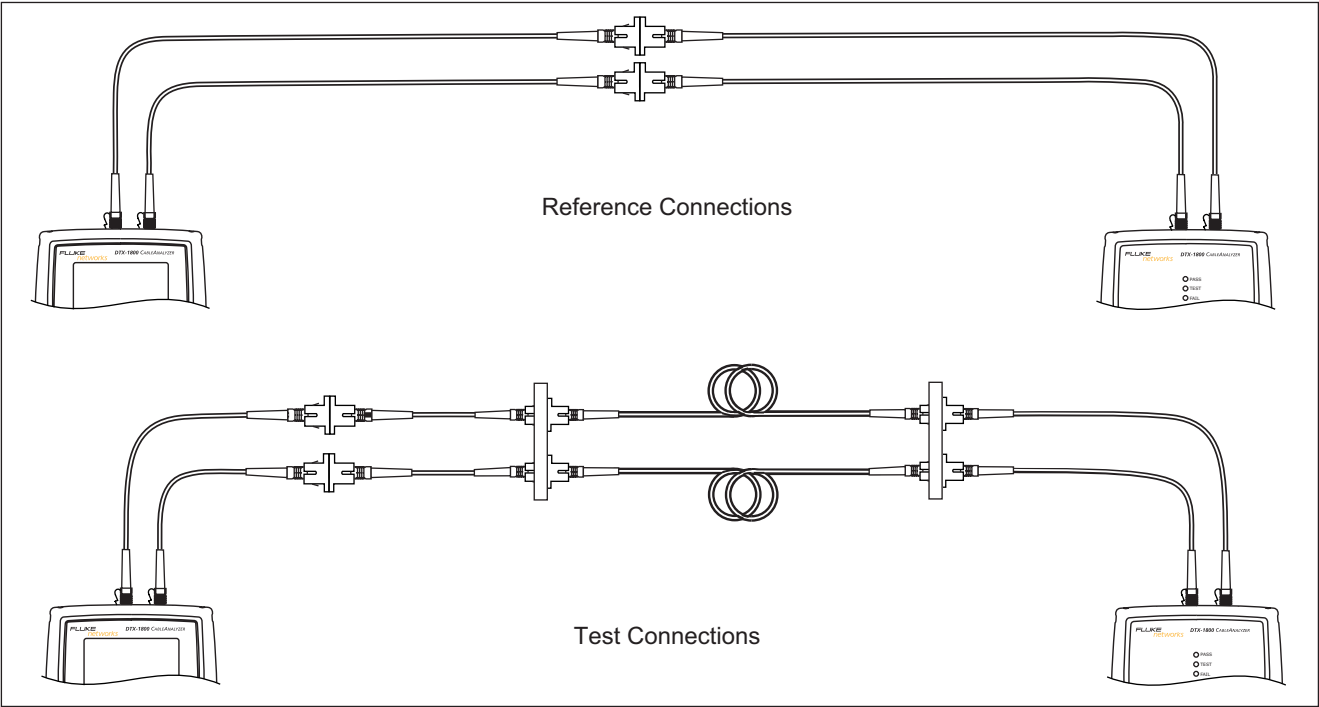 Reference Connections
FLUKE
networks
DTX-1800 CABLEANALYZER
FLUKE
networks
DTX-1800 CABLEANALYZER
PASS
TEST
FAIL
Test Connections
FLUKE
networks
DTX-1800 CABLEANALYZER
FLUKE
networks
DTX-1800 CABLEANALYZER
PASS
TEST
FAIL